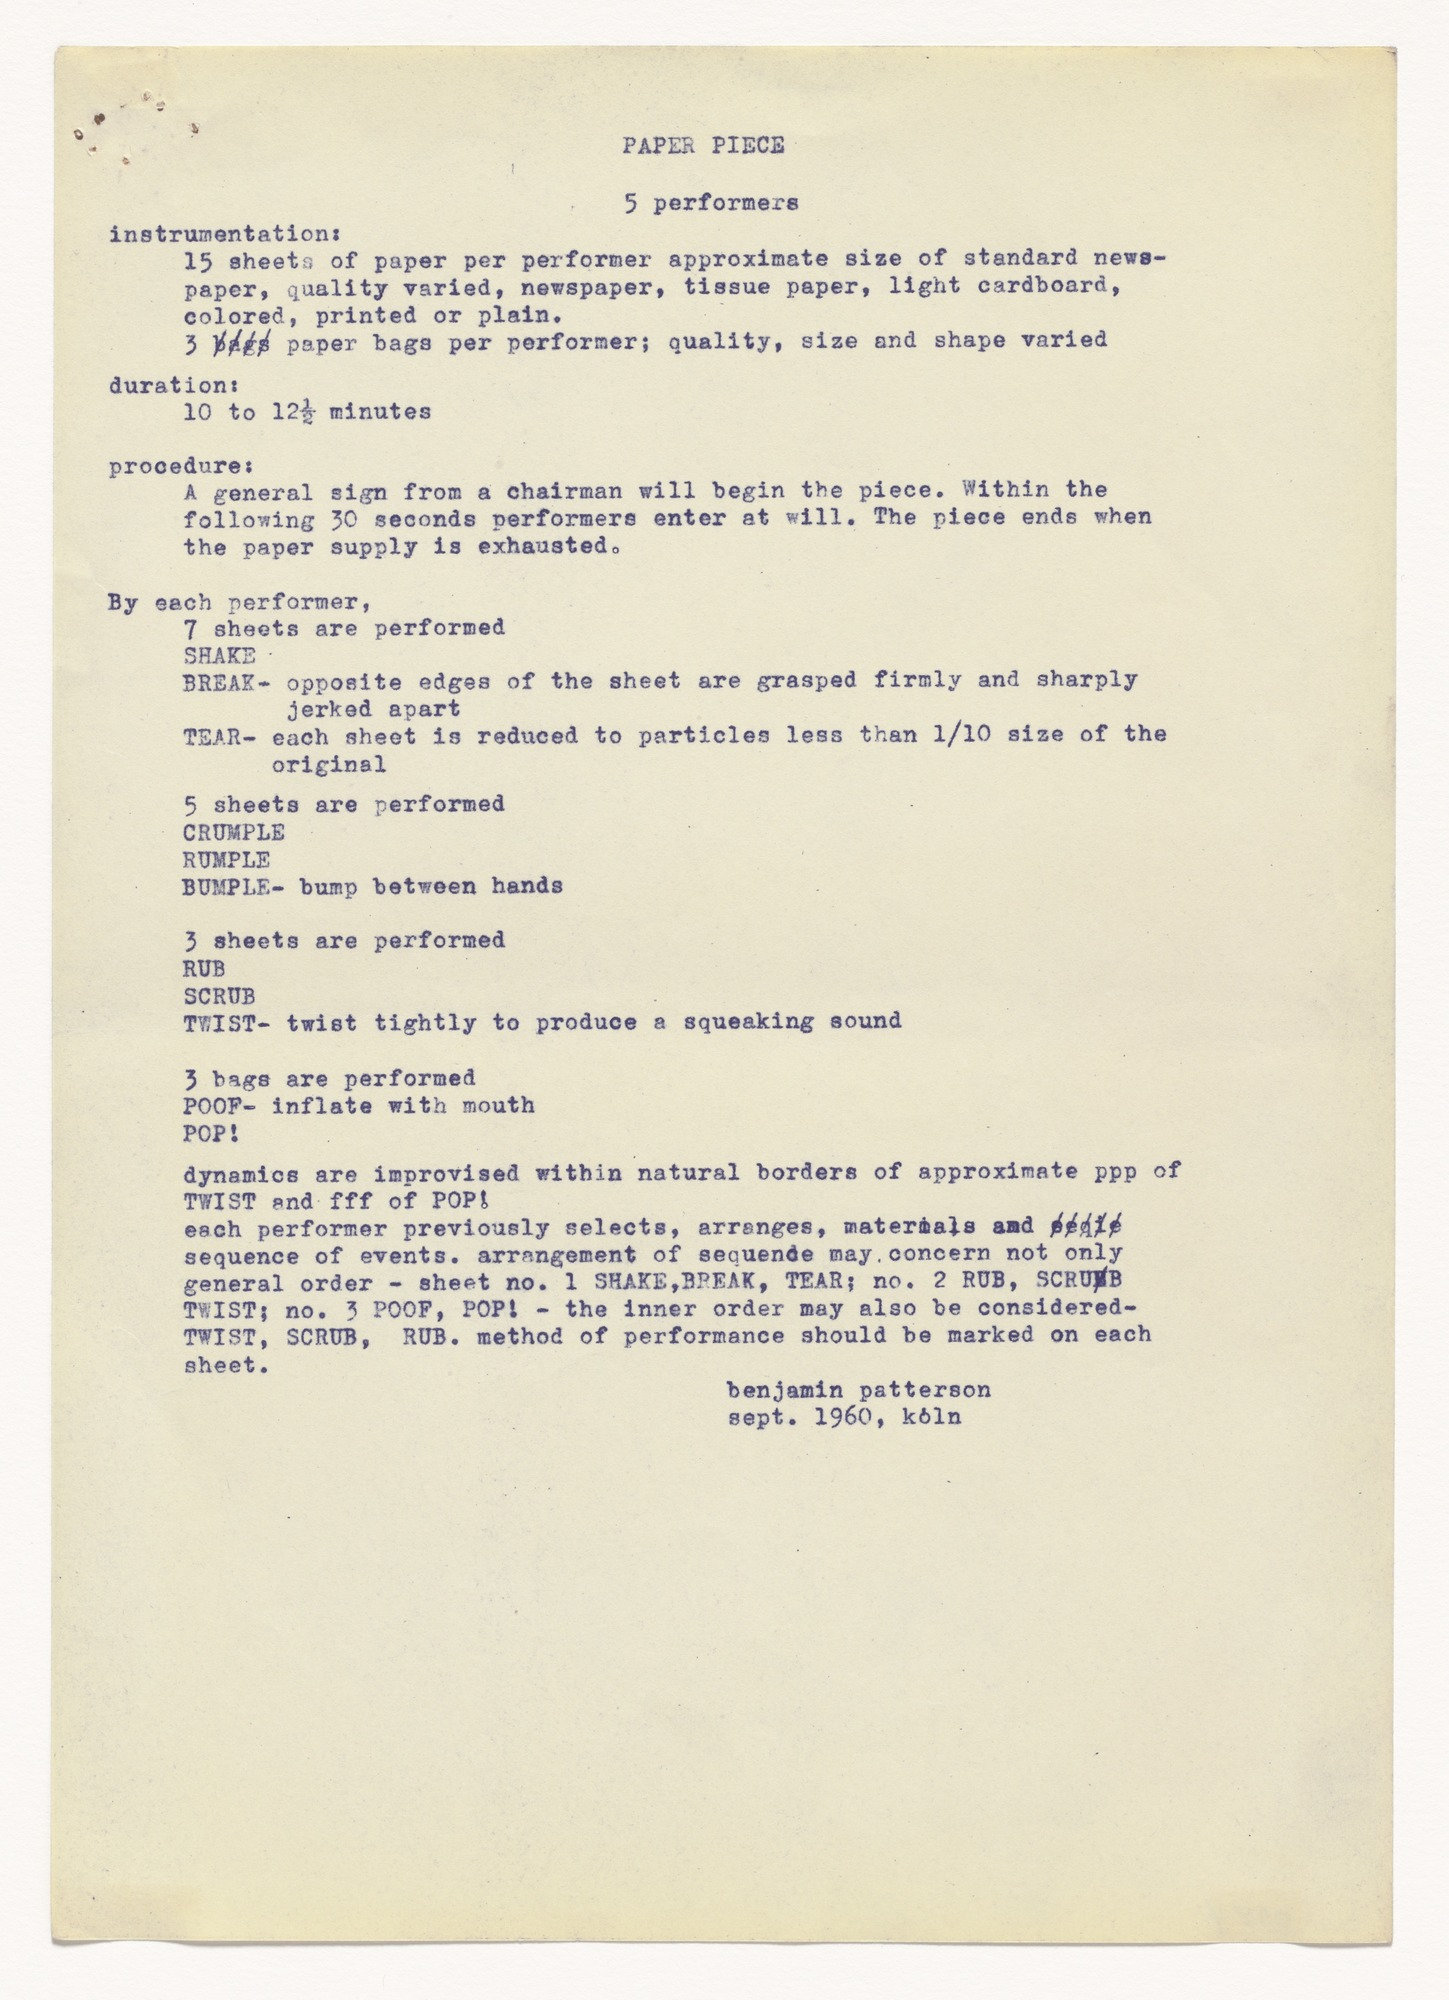 PAPER PIECE
5 performers
instrumentation:
15 sheets of paper per performer approximate size of standard news-
paper, quality varied, newspaper, tissue paper, light cardboard,
colored, printed or plain.
3 bags paper bags per performer; quality, size and shape varied
duration:
10 to 12½ minutes
procedure:
A general sign from a chairman will begin the piece. Within the
following 30 seconds performers enter at will. The piece ends when
the paper supply is exhausted.
By each performer,
7 sheets are performed
SHAKE
BREAK- opposite edges of the sheet are grasped firmly and sharply
jerked apart
TEAR- each sheet is reduced to particles less than 1/10 size of the
original
5 sheets are performed
CRUMPLE
RUMPLE
BUMPLE- bump between hands
3 sheets are performed
RUB
SCRUB
TWIST- twist tightly to produce a squeaking sound
3 bags are performed
POOF- inflate with mouth
POP!
dynamics are improvised within natural borders of approximate ppp of
TWIST and fff of POP!
each performer previously selects, arranges, materials and
sequence of events. arrangement of sequende may concern not only
general order - sheet no. 1 SHAKE,BREAK, TEAR; no. 2 RUB, SCRUB
TWIST; no. 3 POOF, POP! - the inner order may also be considered-
TWIST, SCRUB, RUB. method of performance should be marked on each
sheet.
benjamin patterson
sept. 1960, köln